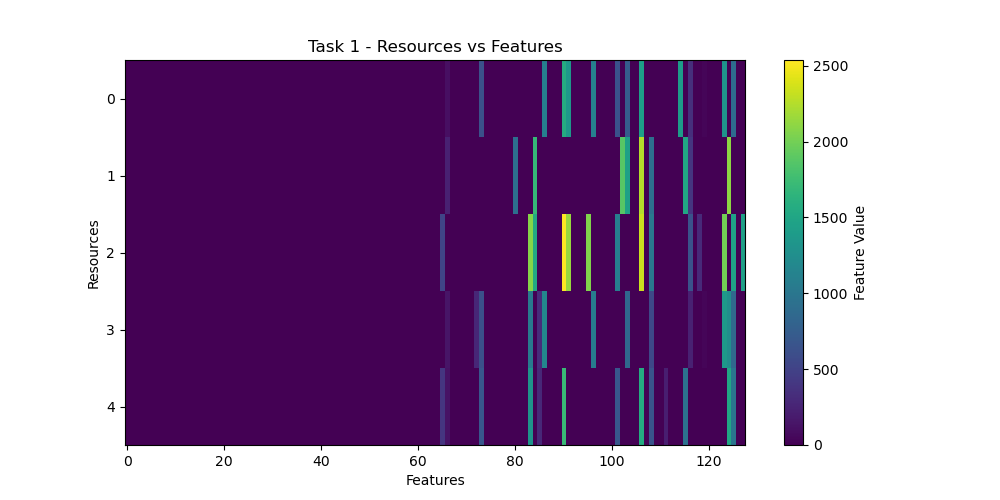 Task 1 - Resources vs Features
Resources
0
1
2
3
4
0 20 40 60 80 100 120
Features
2500
2000
1500
1000
500
0
Feature Value